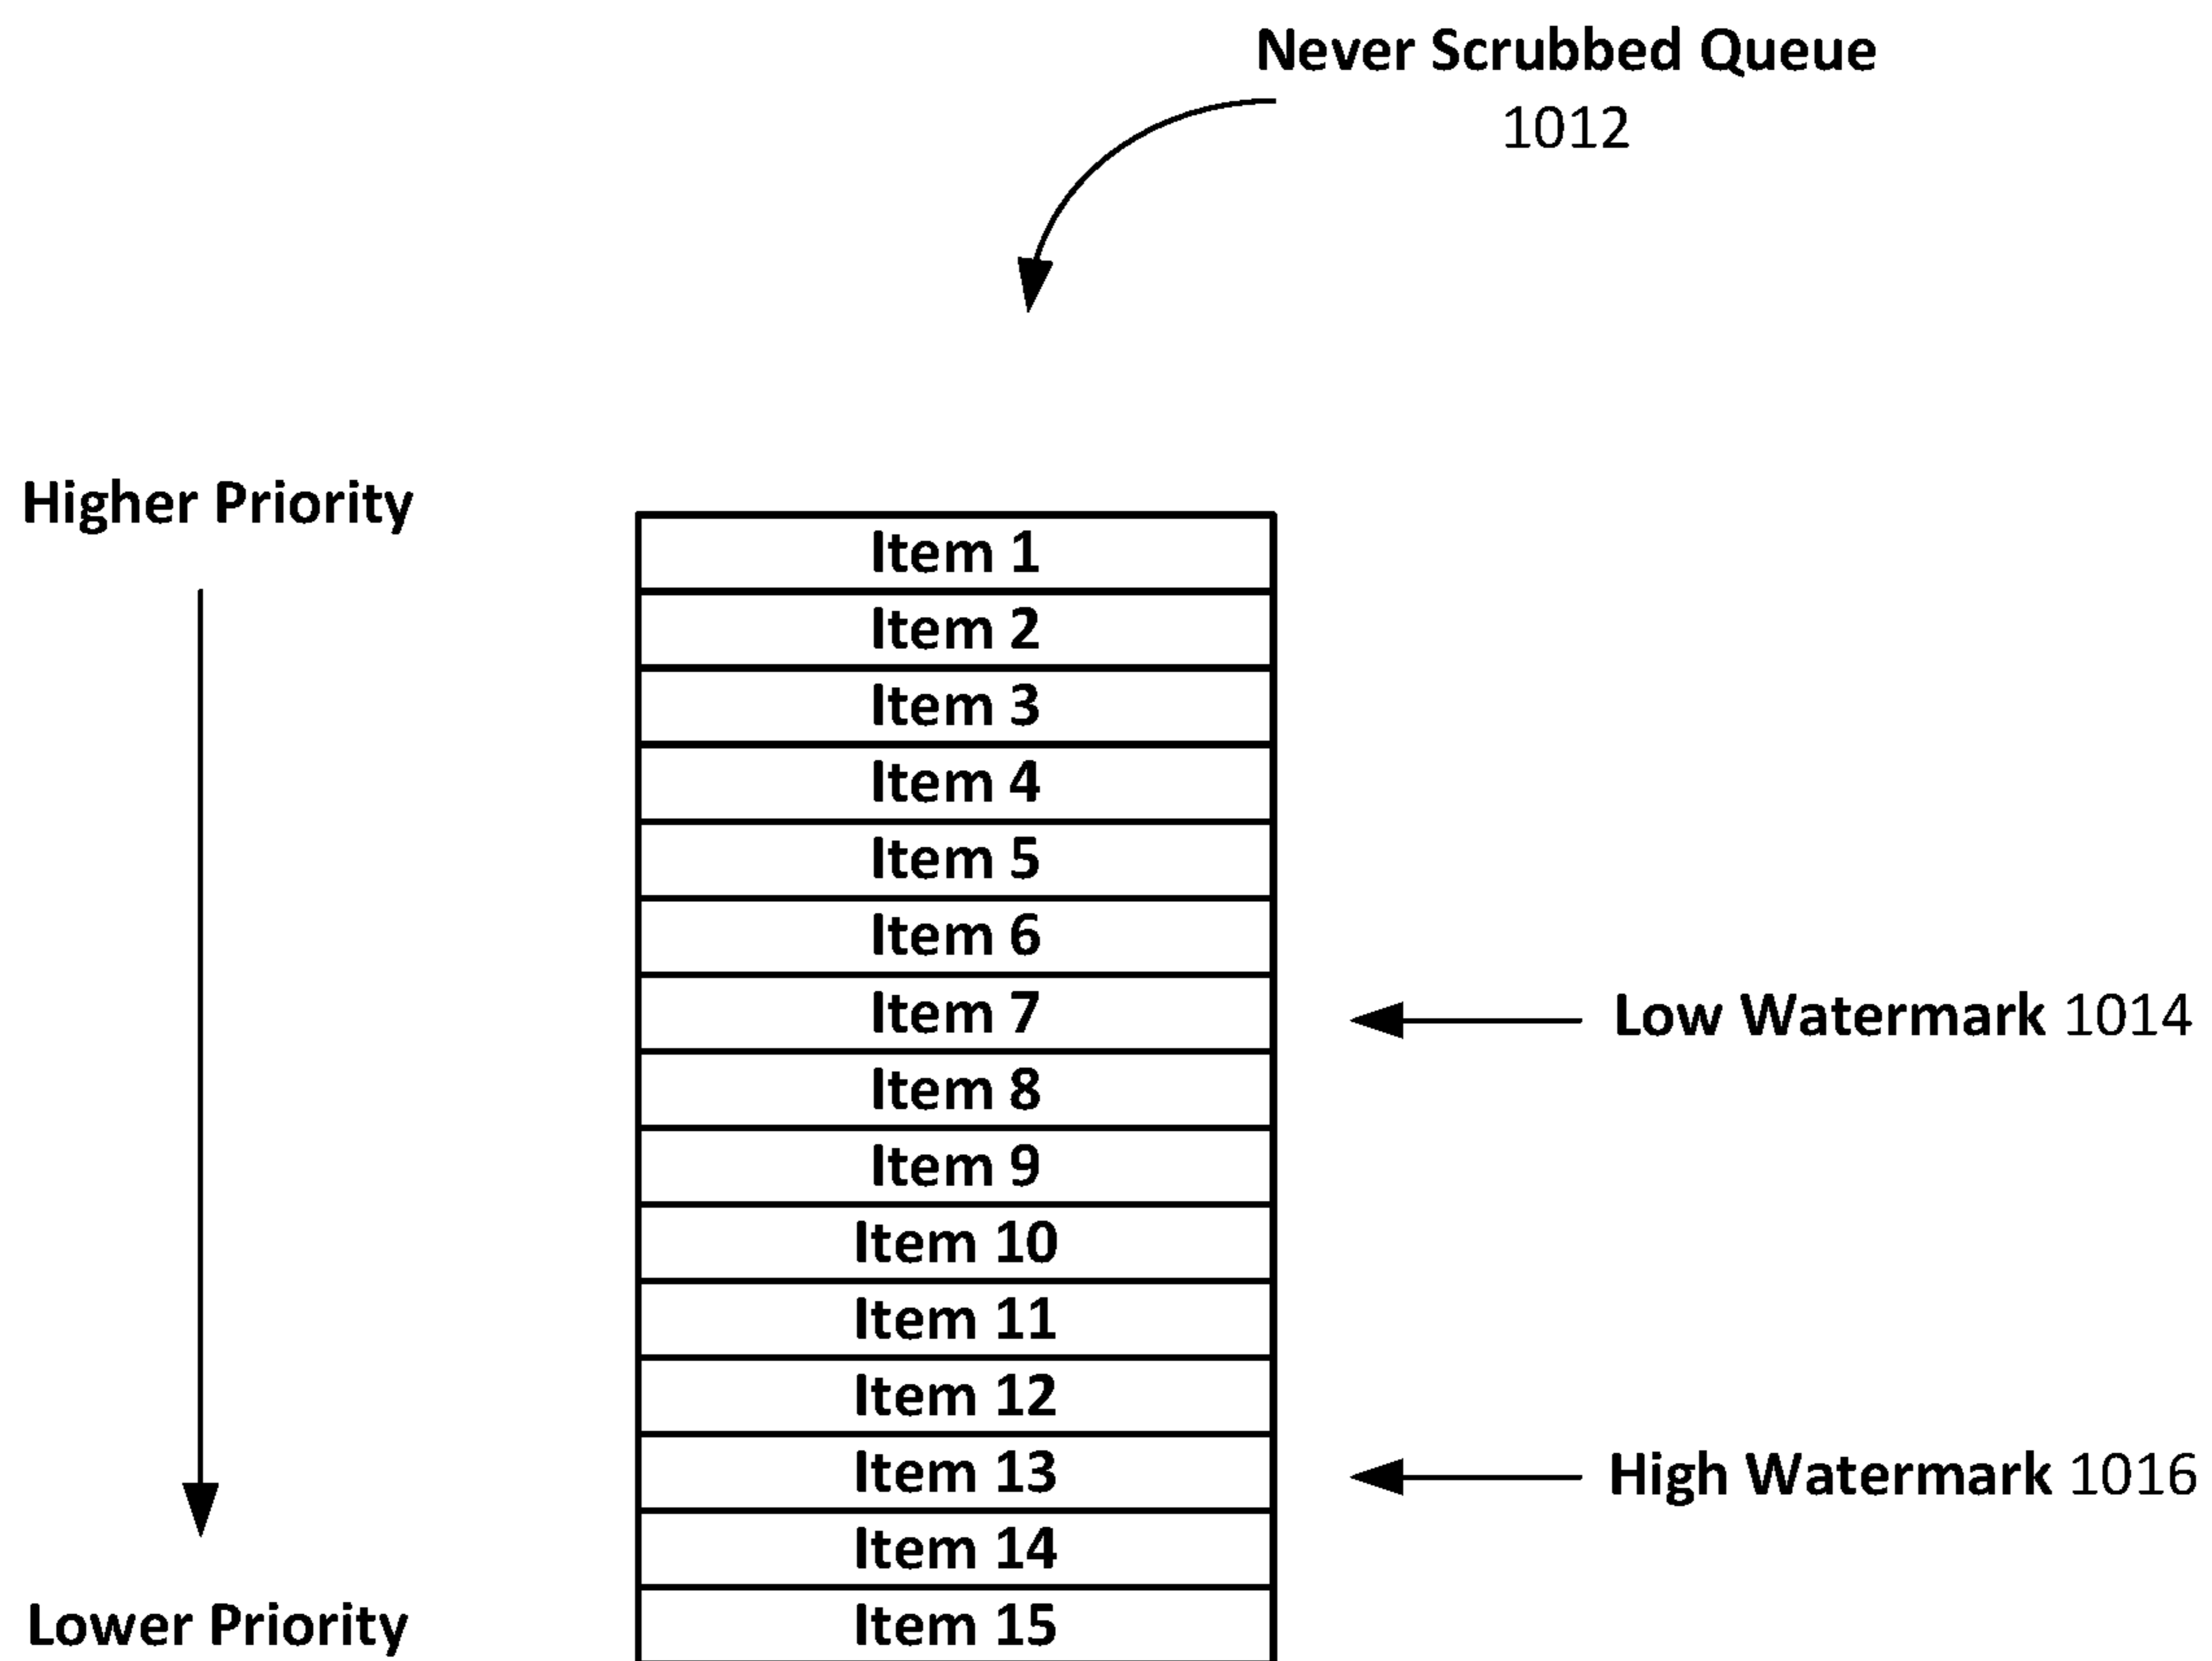 Never Scrubbed Queue
1012
Higher Priority
Item 1
Item 2
Item 3
Item 4
Item 5
Item 6
Item 7
Low Watermark 1014
Item 8
Item 9
Item 10
Item 11
Item 12
Item 13
High Watermark 1016
Item 14
Item 15
Lower Priority